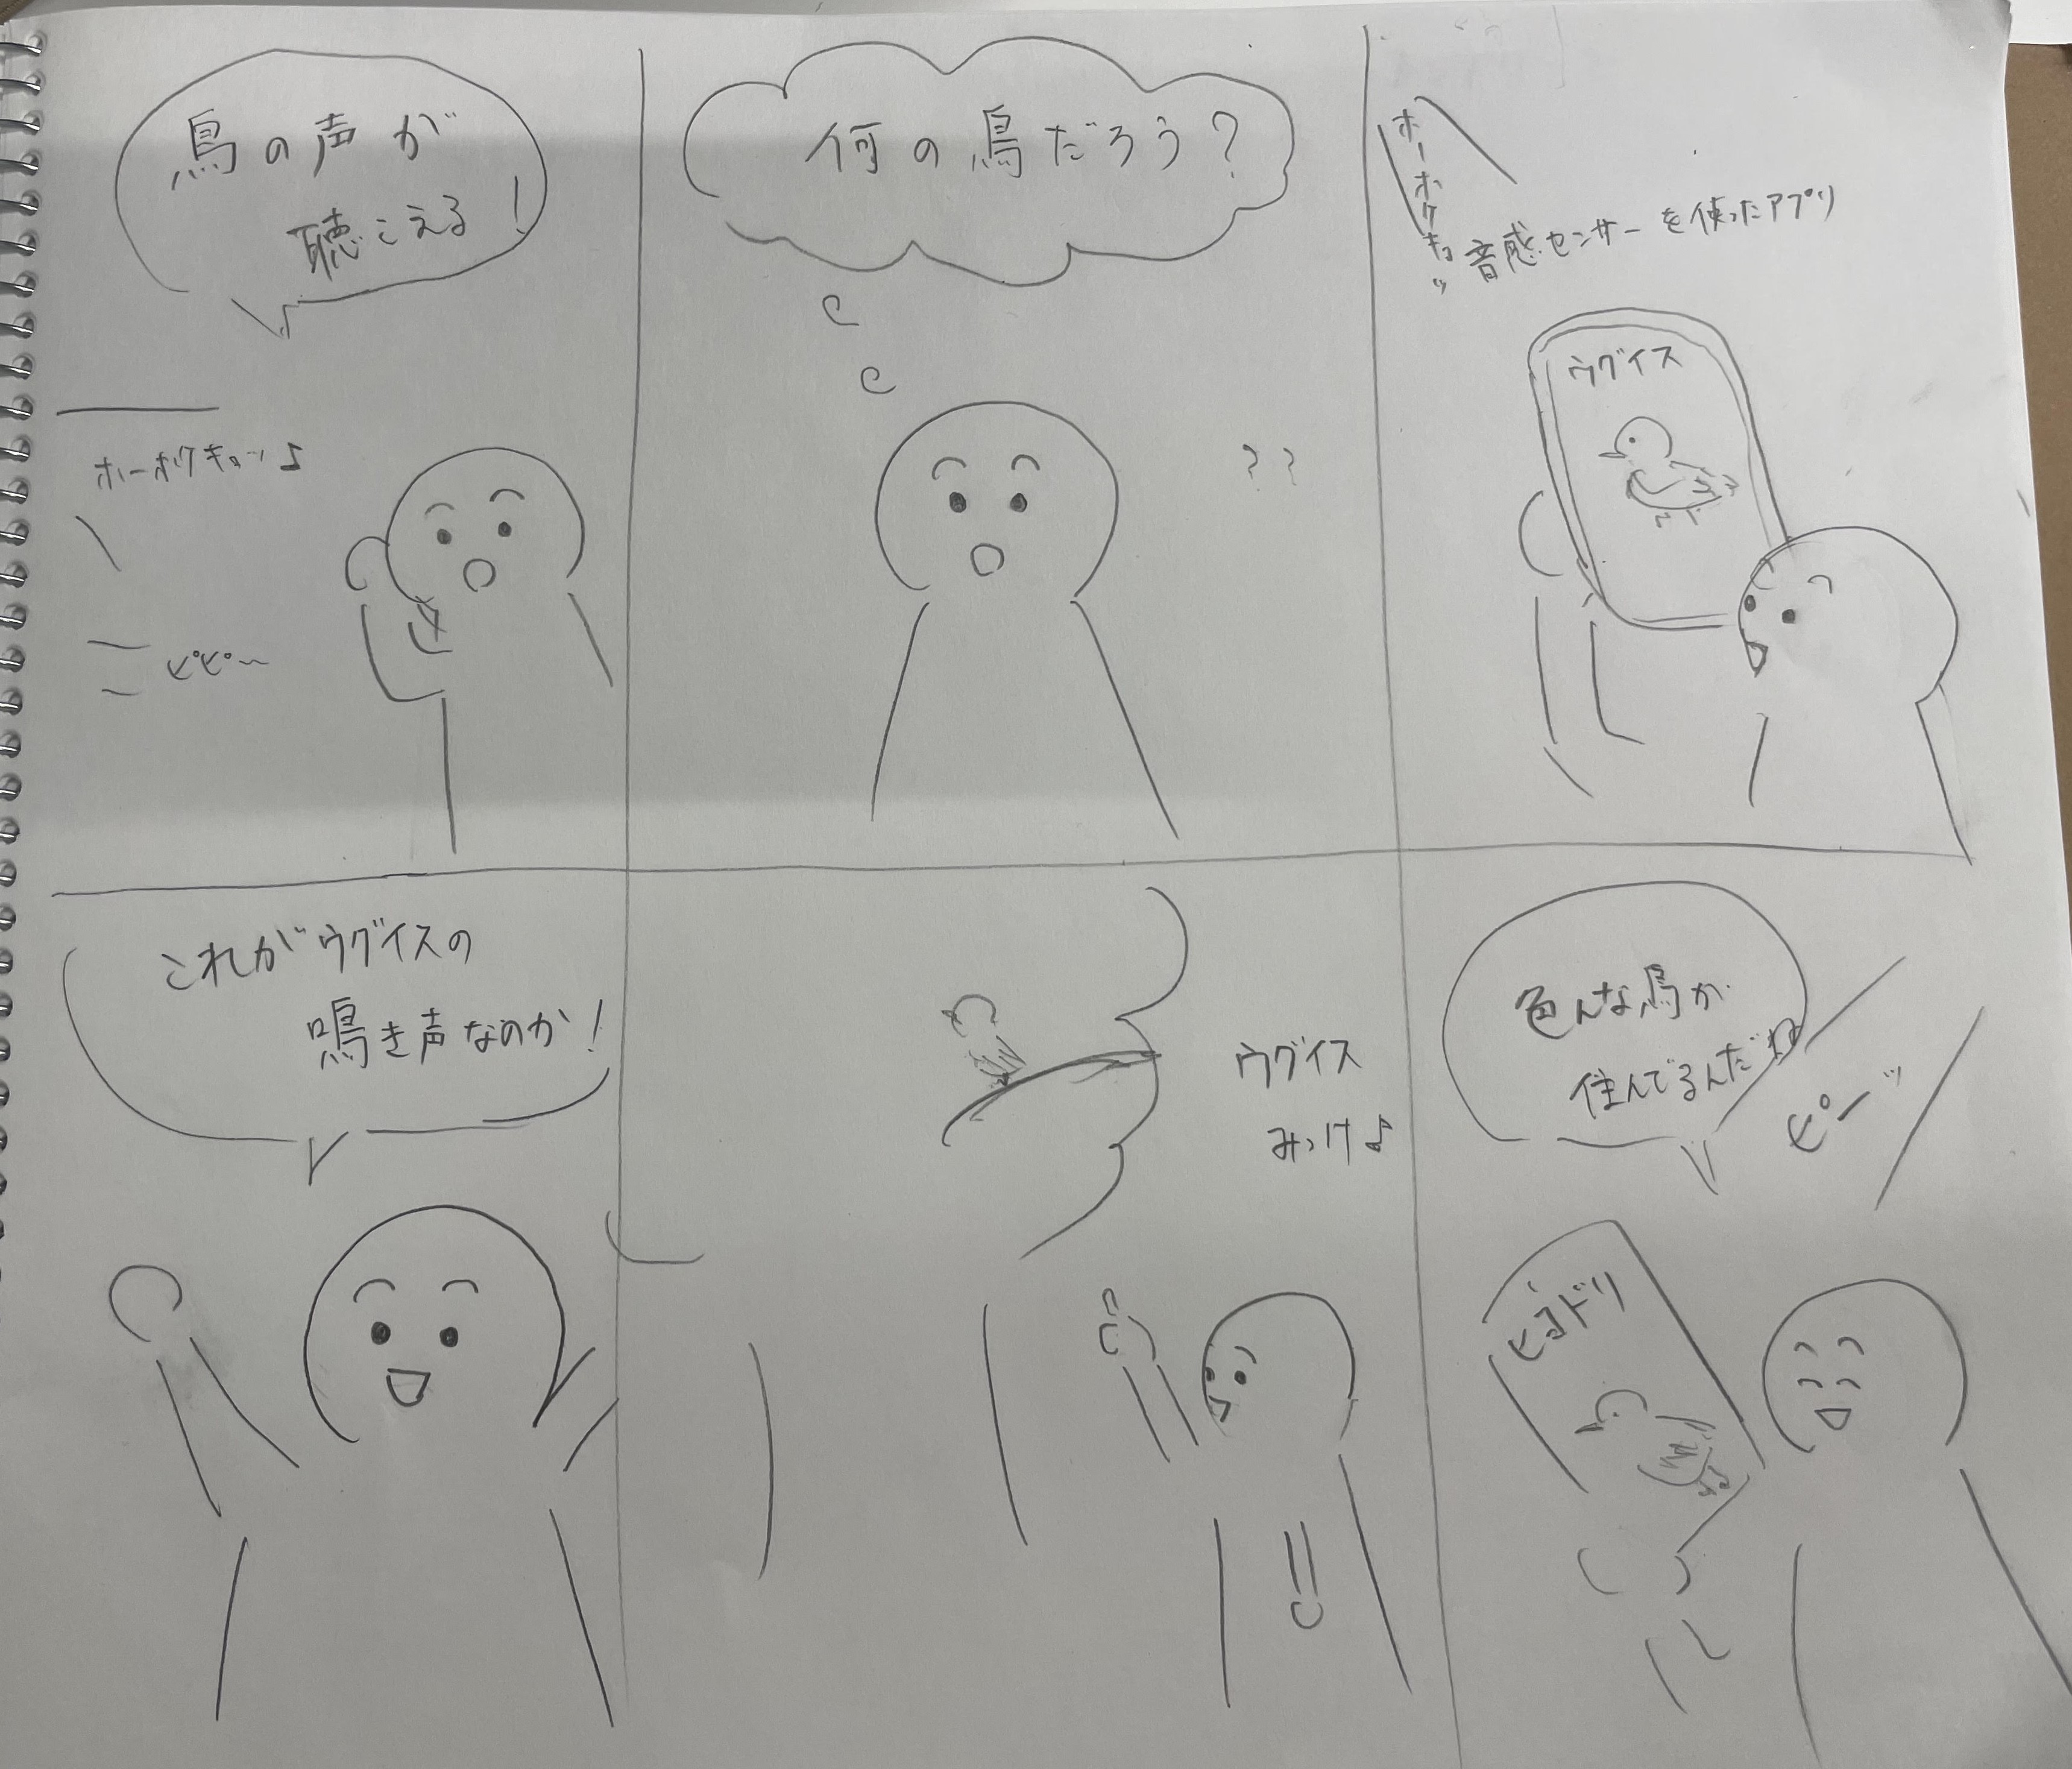 鳥の声が
聴こえる！
ホーホケキョッ♪
ピピ〜
何の鳥だろう？
？？
ホーホケキョッ
音感センサーを使ったアプリ
ウグイス
これがウグイスの
鳴き声なのか！
ウグイス
みっけ♪
!!
色んな鳥が
住んでるんだね
ピーッ
ヒヨドリ